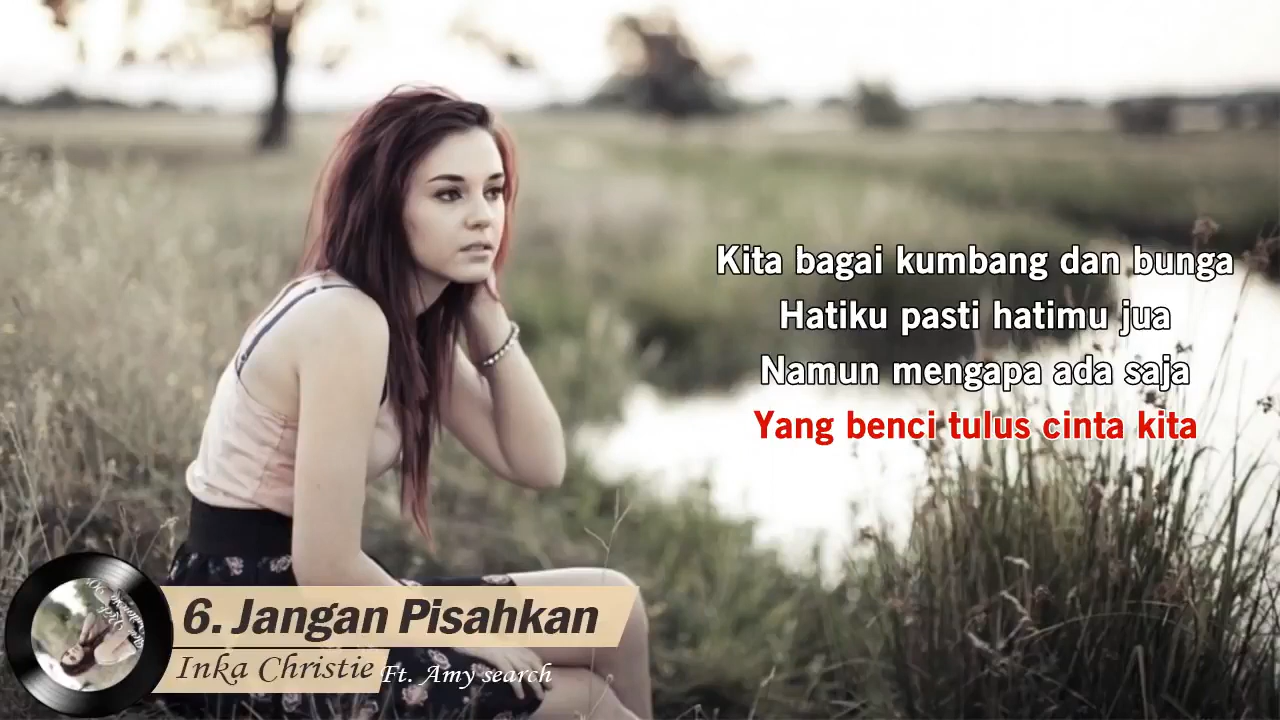 Kita bagai kumbang dan bunga
Hatiku pasti hatimu jua
Namun mengapa ada saja
Yang benci tulus cinta kita
6. Jangan Pisahkan
Inka Christie Ft. Amy search